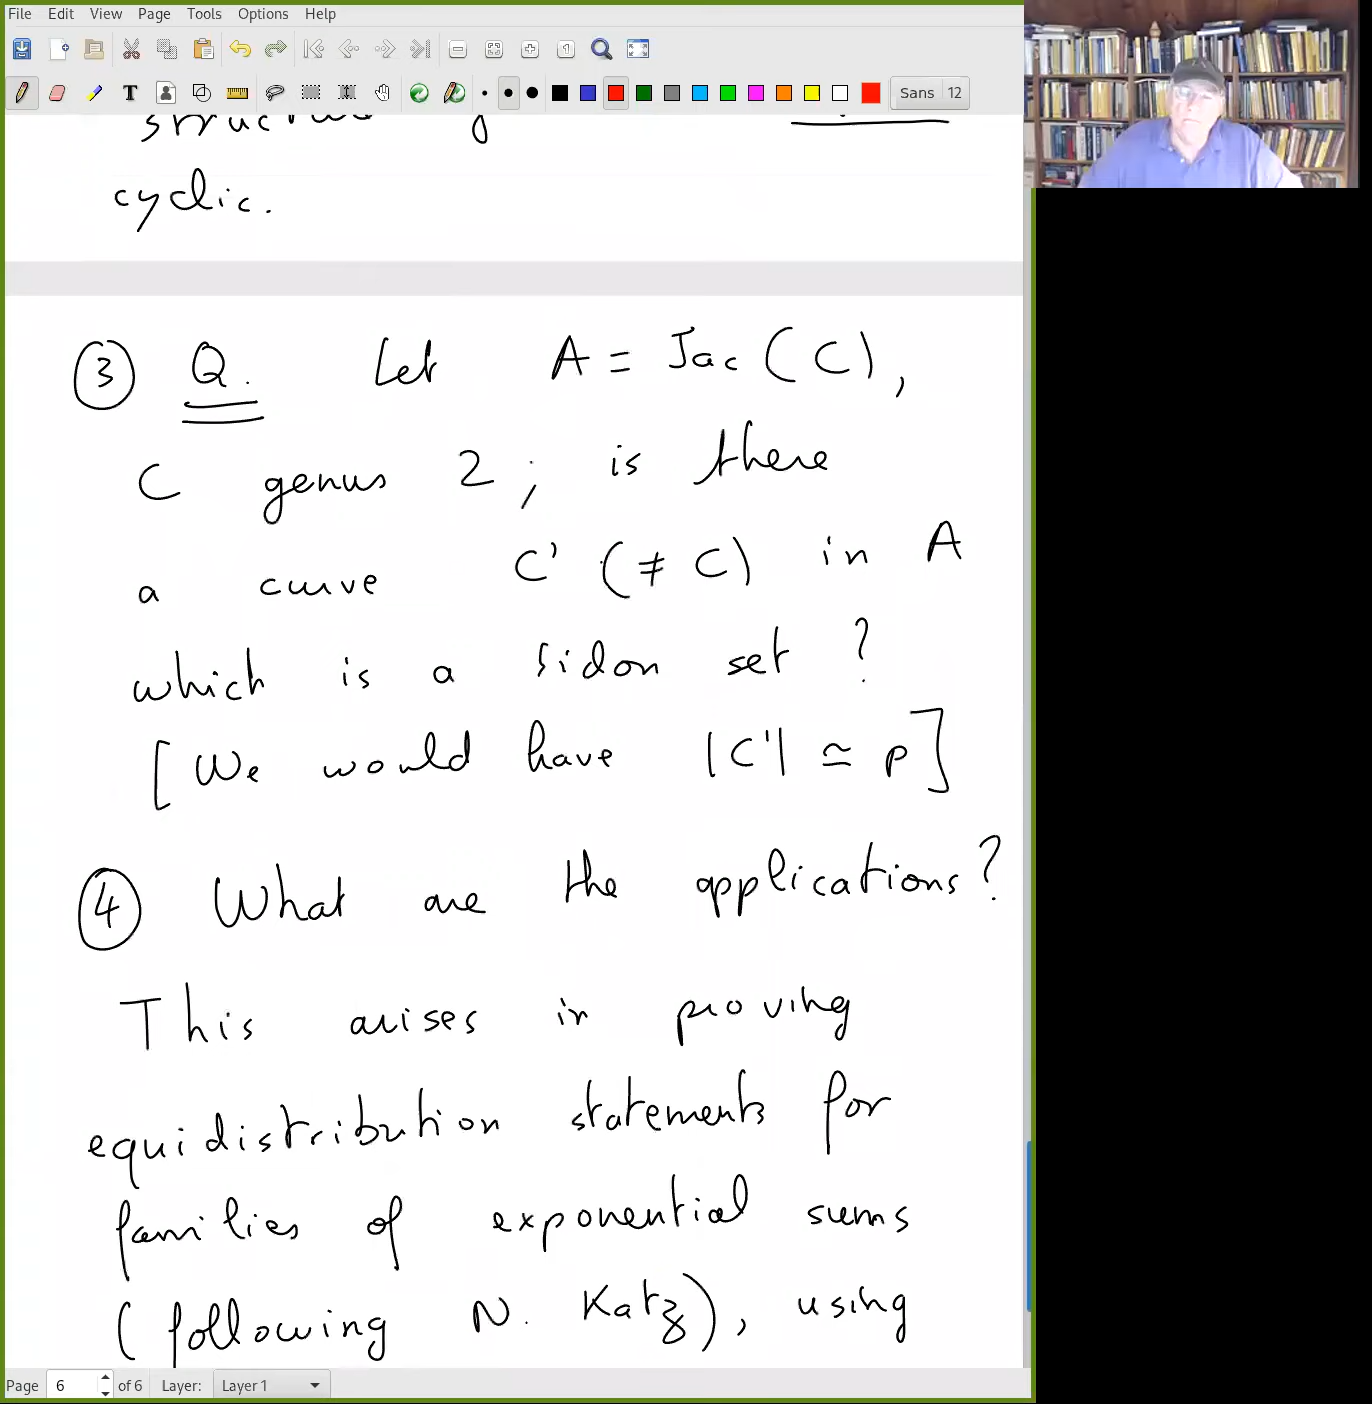 File Edit View Page Tools Options Help
T Sans 12
cyclic.
③ Q. Let A = Jac (C),
C genus 2 ; is there
a curve C' (≠ C) in A
which is a Sidon set ?
[We would have |C'| ≃ p]
④ What are the applications?
This arises in proving
equidistribution statements for
families of exponential sums
(following N. Katz), using
Page 6 of 6 Layer: Layer 1